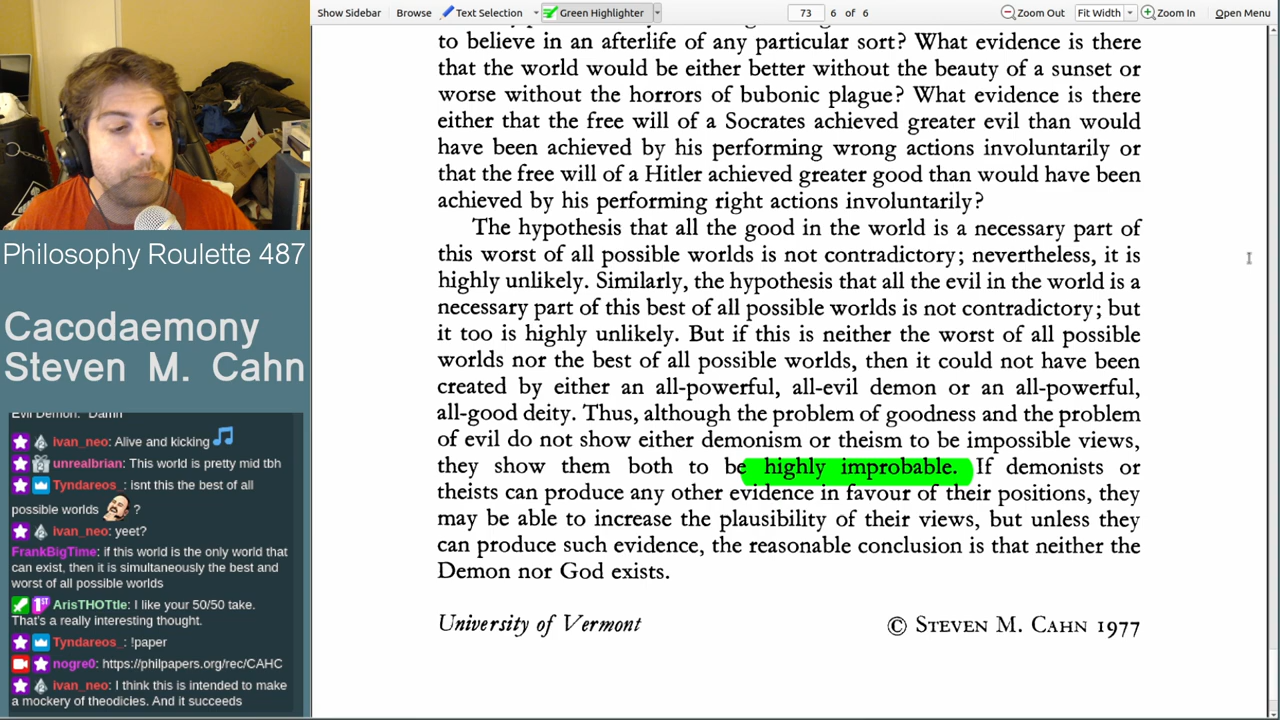 Show Sidebar Browse Text Selection Green Highlighter 73 6 of 6 Zoom Out Fit Width Zoom In Open Menu
to believe in an afterlife of any particular sort? What evidence is there
that the world would be either better without the beauty of a sunset or
worse without the horrors of bubonic plague? What evidence is there
either that the free will of a Socrates achieved greater evil than would
have been achieved by his performing wrong actions involuntarily or
that the free will of a Hitler achieved greater good than would have been
achieved by his performing right actions involuntarily?
The hypothesis that all the good in the world is a necessary part of
this worst of all possible worlds is not contradictory; nevertheless, it is
highly unlikely. Similarly, the hypothesis that all the evil in the world is a
necessary part of this best of all possible worlds is not contradictory; but
it too is highly unlikely. But if this is neither the worst of all possible
worlds nor the best of all possible worlds, then it could not have been
created by either an all-powerful, all-evil demon or an all-powerful,
all-good deity. Thus, although the problem of goodness and the problem
of evil do not show either demonism or theism to be impossible views,
they show them both to be highly improbable. If demonists or
theists can produce any other evidence in favour of their positions, they
may be able to increase the plausibility of their views, but unless they
can produce such evidence, the reasonable conclusion is that neither the
Demon nor God exists.
University of Vermont © STEVEN M. CAHN 1977
Philosophy Roulette 487
Cacodaemony
Steven M. Cahn
Evil Demon: "Damn"
ivan_neo: Alive and kicking
unrealbrian: This world is pretty mid tbh
Tyndareos_: isnt this the best of all
possible worlds ?
ivan_neo: yeet?
FrankBigTime: if this world is the only world that
can exist, then it is simultaneously the best and
worst of all possible worlds
ArisTHOTtle: I like your 50/50 take.
That's a really interesting thought.
Tyndareos_: !paper
nogre0: https://philpapers.org/rec/CAHC
ivan_neo: I think this is intended to make
a mockery of theodicies. And it succeeds